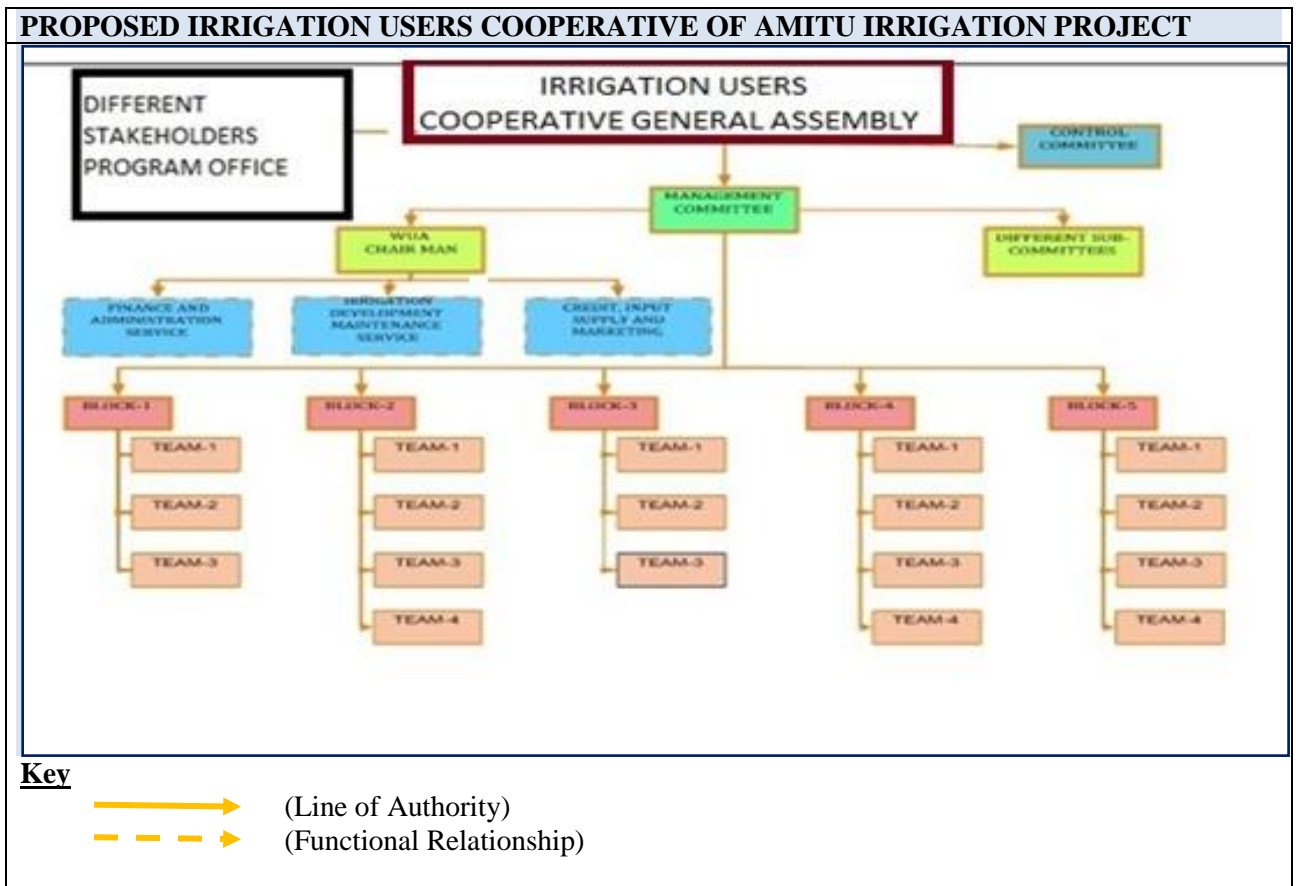 PROPOSED IRRIGATION USERS COOPERATIVE OF AMITU IRRIGATION PROJECT
DIFFERENT
STAKEHOLDERS
PROGRAM OFFICE
IRRIGATION USERS
COOPERATIVE GENERAL ASSEMBLY
CONTROL
COMMITTEE
MANAGEMENT
COMMITTEE
WUA
CHAIR MAN
DIFFERENT SUB-
COMMITTEES
FINANCE AND
ADMINISTRATION
SERVICE
IRRIGATION
DEVELOPMENT
MAINTENANCE
SERVICE
CREDIT, INPUT
SUPPLY AND
MARKETING
BLOCK-1
TEAM-1
TEAM-2
TEAM-3
BLOCK-2
TEAM-1
TEAM-2
TEAM-3
TEAM-4
BLOCK-3
TEAM-1
TEAM-2
TEAM-3
BLOCK-4
TEAM-1
TEAM-2
TEAM-3
TEAM-4
BLOCK-5
TEAM-1
TEAM-2
TEAM-3
TEAM-4
Key
(Line of Authority)
(Functional Relationship)